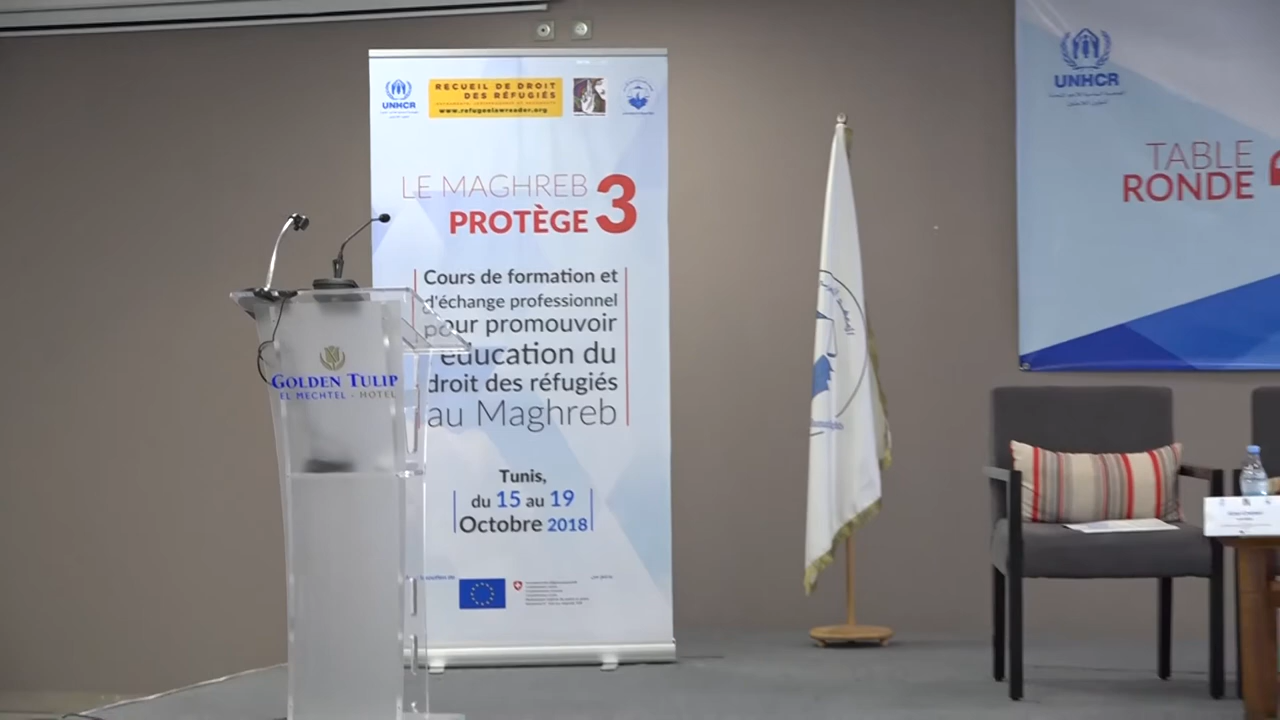 UNHCR
RECUEIL DE DROIT
DES RÉFUGIÉS
www.refugeelawreader.org
LE MAGHREB
PROTÈGE 3
Cours de formation et
d'échange professionnel
pour promouvoir
éducation du
droit des réfugiés
au Maghreb
Tunis,
du 15 au 19
Octobre 2018
GOLDEN TULIP
EL MECHTEL - HOTEL
UNHCR
TABLE
RONDE